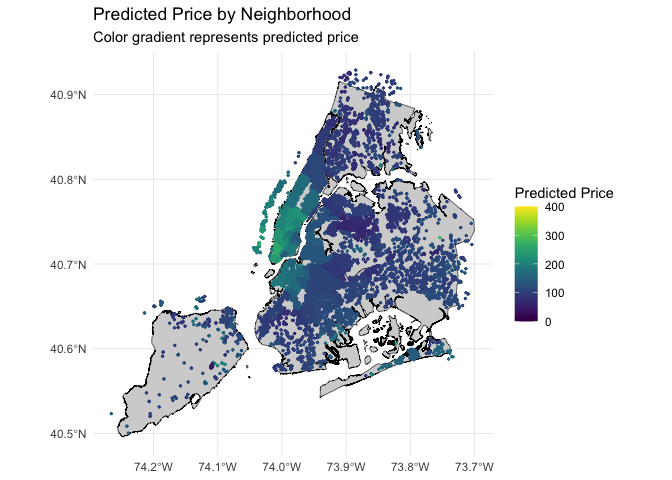 Predicted Price by Neighborhood
Color gradient represents predicted price
40.9°N
40.8°N
40.7°N
40.6°N
40.5°N
74.2°W
74.1°W
74.0°W
73.9°W
73.8°W
73.7°W
Predicted Price
400
300
200
100
0